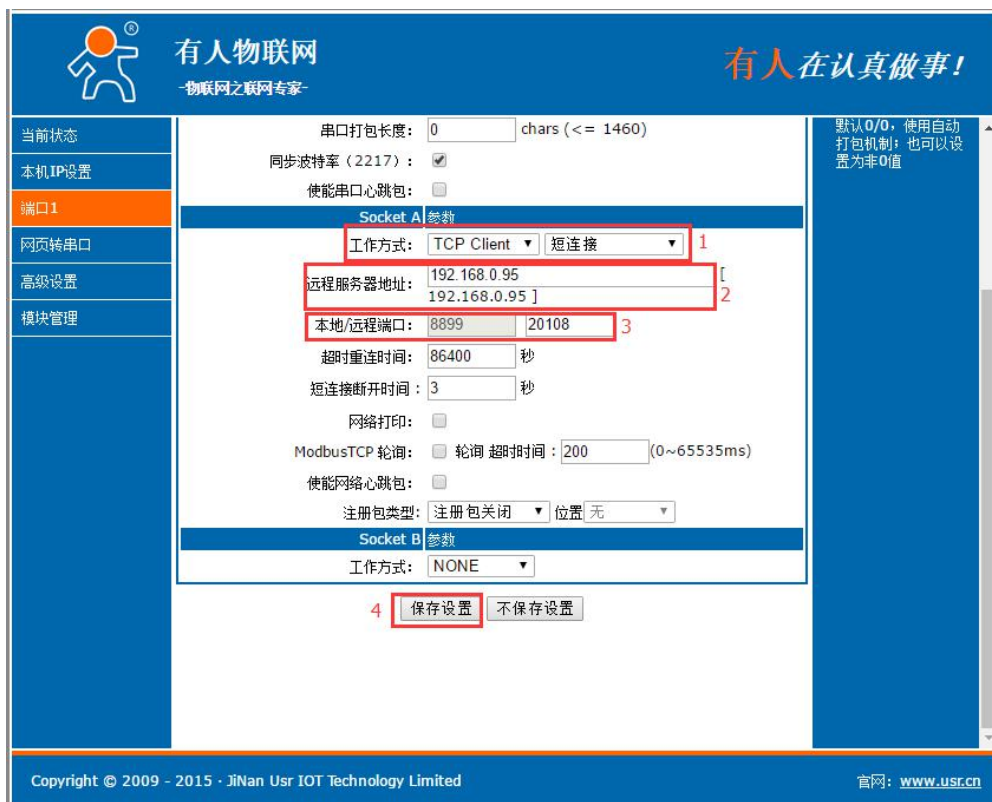 ®
有人物联网
-物联网之联网专家-
有人在认真做事!
当前状态
本机IP设置
端口1
网页转串口
高级设置
模块管理
串口打包长度: 0 chars (<= 1460)
同步波特率（2217）:
使能串口心跳包:
Socket A 参数
工作方式: TCP Client 短连接 1
远程服务器地址: 192.168.0.95 [
192.168.0.95 ] 2
本地/远程端口: 8899 20108 3
超时重连时间: 86400 秒
短连接断开时间: 3 秒
网络打印:
ModbusTCP 轮询: 轮询 超时时间: 200 (0~65535ms)
使能网络心跳包:
注册包类型: 注册包关闭 位置 无
Socket B 参数
工作方式: NONE
4 保存设置 不保存设置
默认0/0，使用自动
打包机制；也可以设
置为非0值
Copyright © 2009 - 2015 · JiNan Usr IOT Technology Limited
官网: www.usr.cn